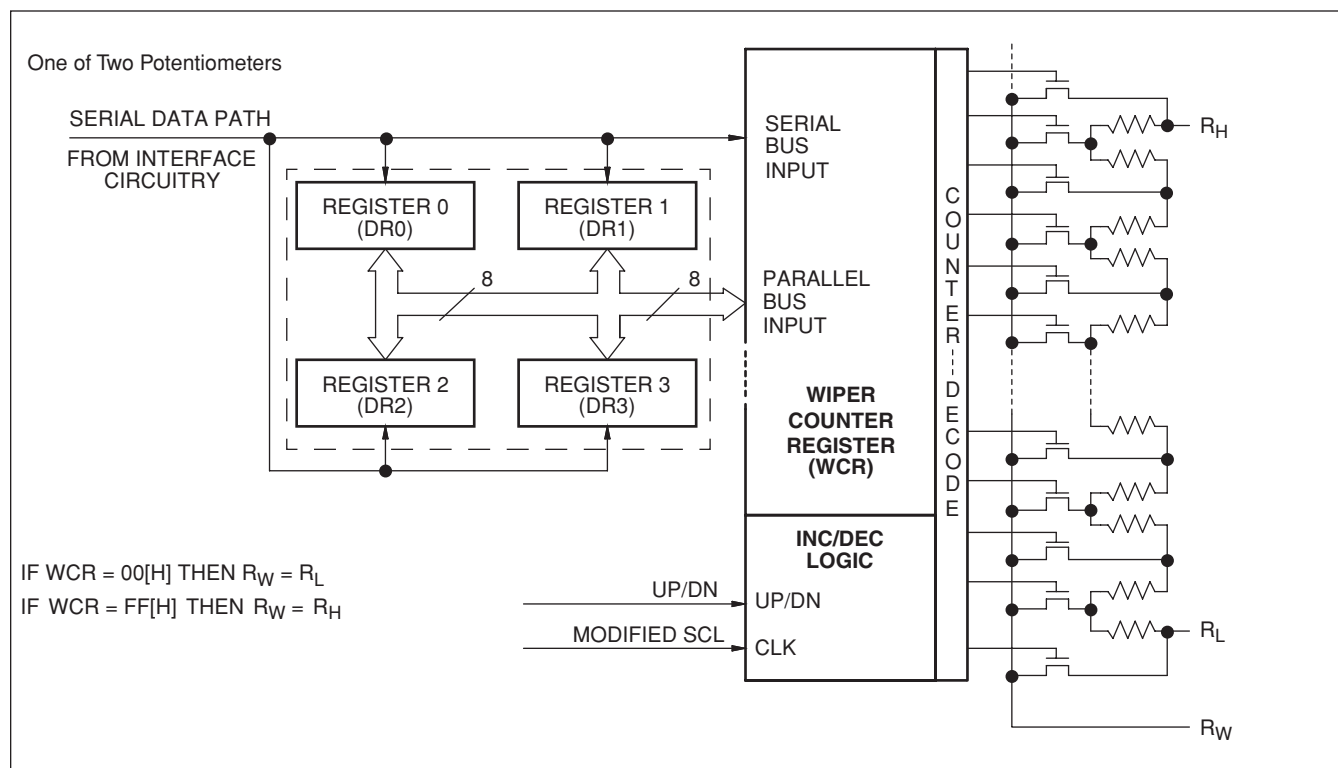 One of Two Potentiometers
SERIAL DATA PATH
FROM INTERFACE
CIRCUITRY
REGISTER 0
(DR0)
REGISTER 1
(DR1)
8
8
REGISTER 2
(DR2)
REGISTER 3
(DR3)
SERIAL
BUS
INPUT
PARALLEL
BUS
INPUT
WIPER
COUNTER
REGISTER
(WCR)
INC/DEC
LOGIC
UP/DN
UP/DN
MODIFIED SCL
CLK
COUNTER
DECODE
IF WCR = 00[H] THEN RW = RL
IF WCR = FF[H] THEN RW = RH
RH
RL
RW